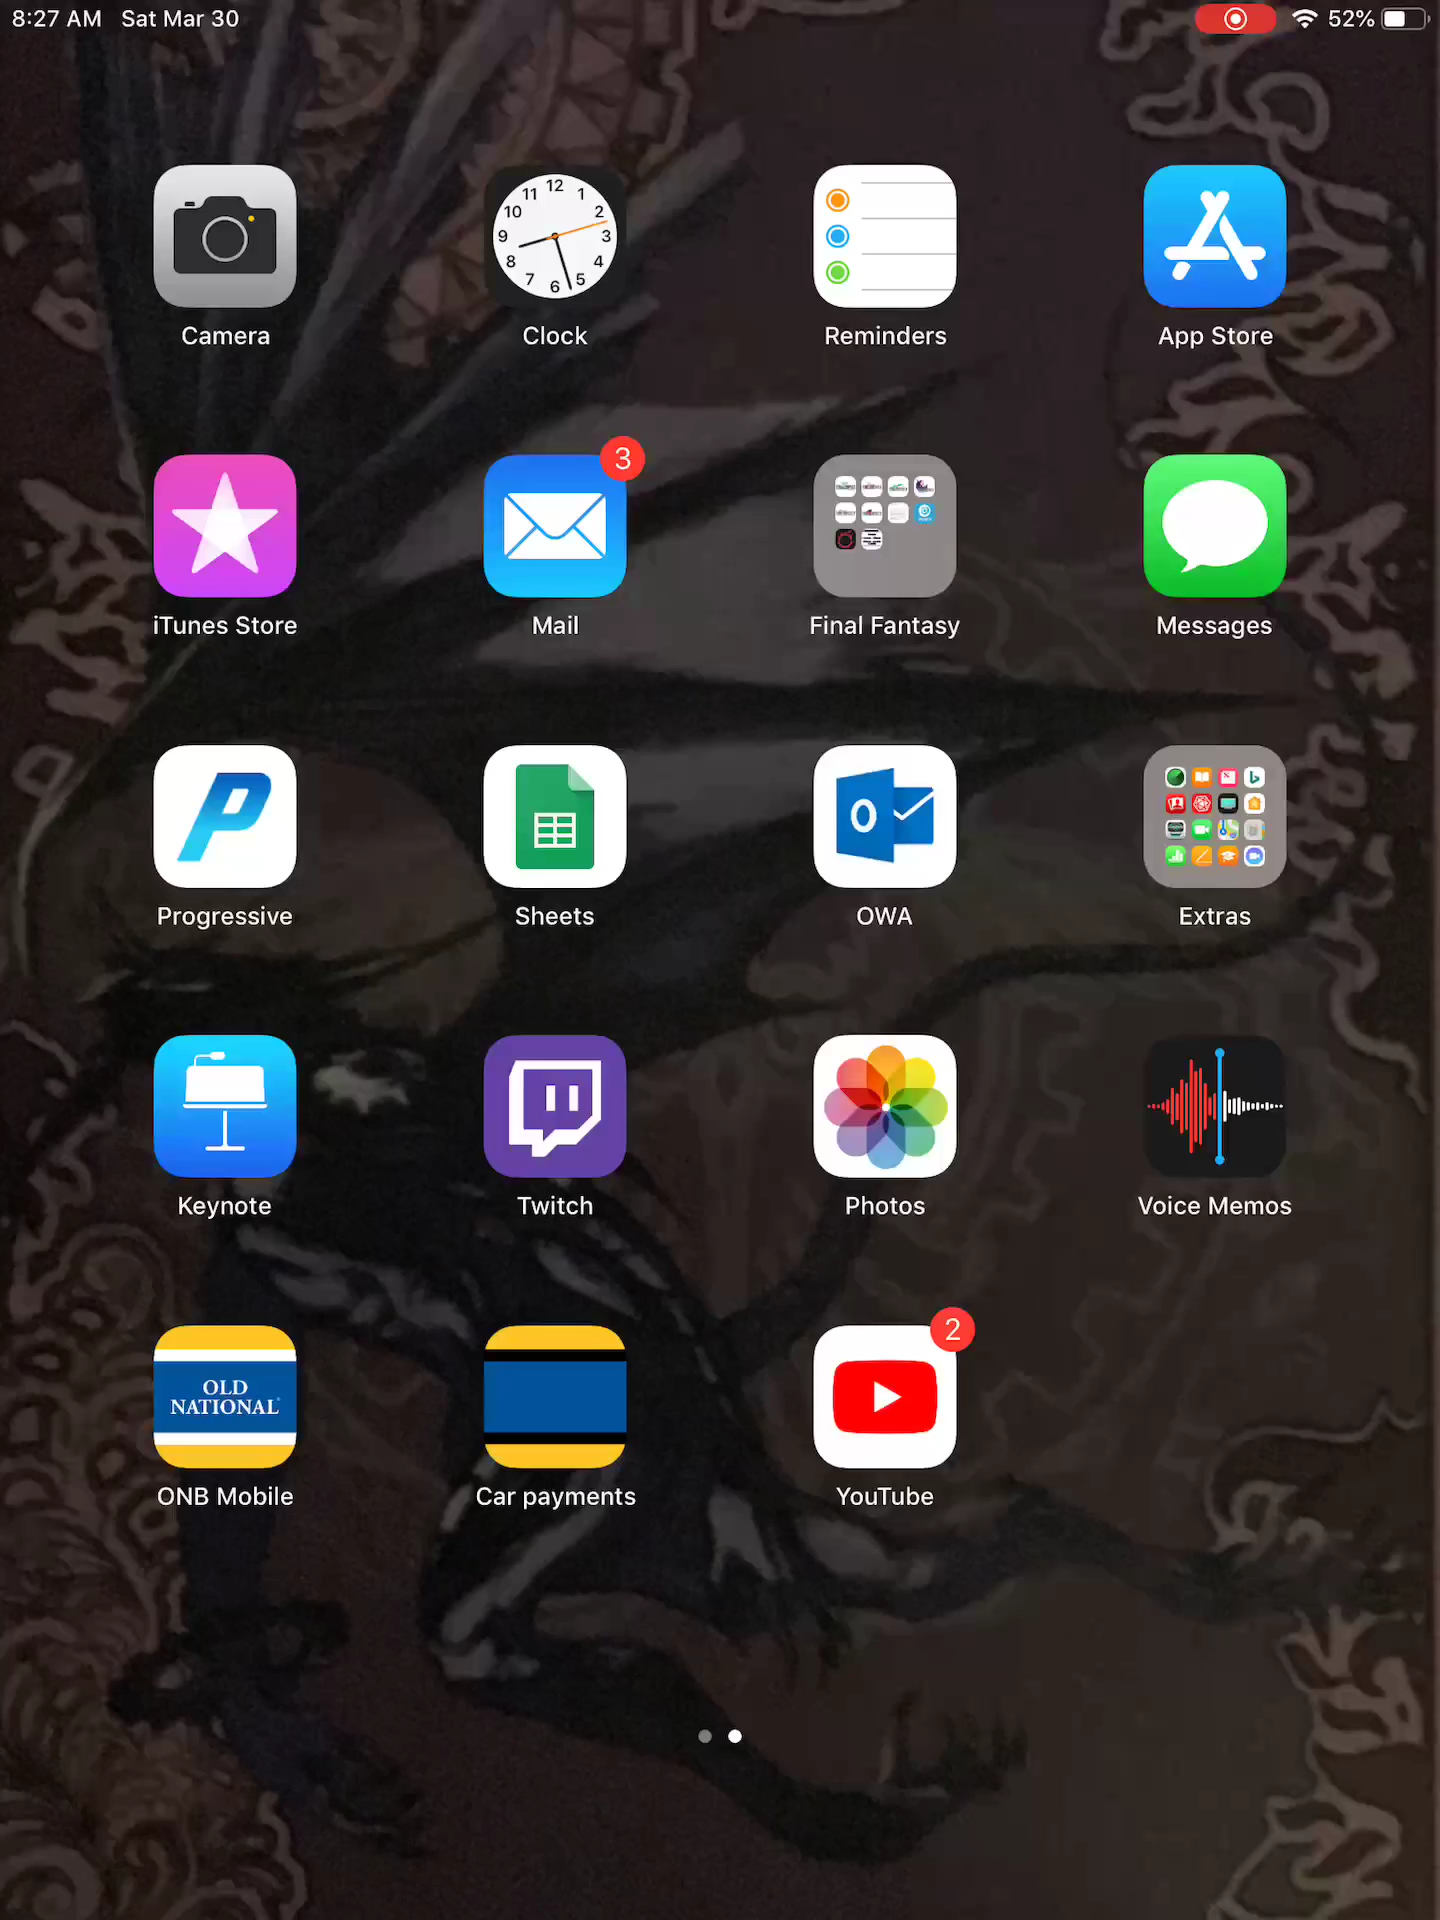 8:27 AM Sat Mar 30 52%
12
11 1
10 2
9 3
8 4
7 5
6
Camera Clock Reminders App Store
3
iTunes Store Mail Final Fantasy Messages
P O
Progressive Sheets OWA Extras
Keynote Twitch Photos Voice Memos
2
OLD
NATIONAL
ONB Mobile Car payments YouTube